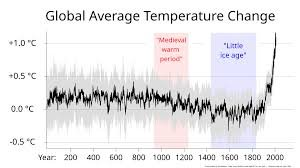 Global Average Temperature Change
+1.0 °C
"Medieval
warm
period"
"Little
ice age"
+0.5 °C
0.0 °C
-0.5 °C
Year: 200 400 600 800 1000 1200 1400 1600 1800 2000